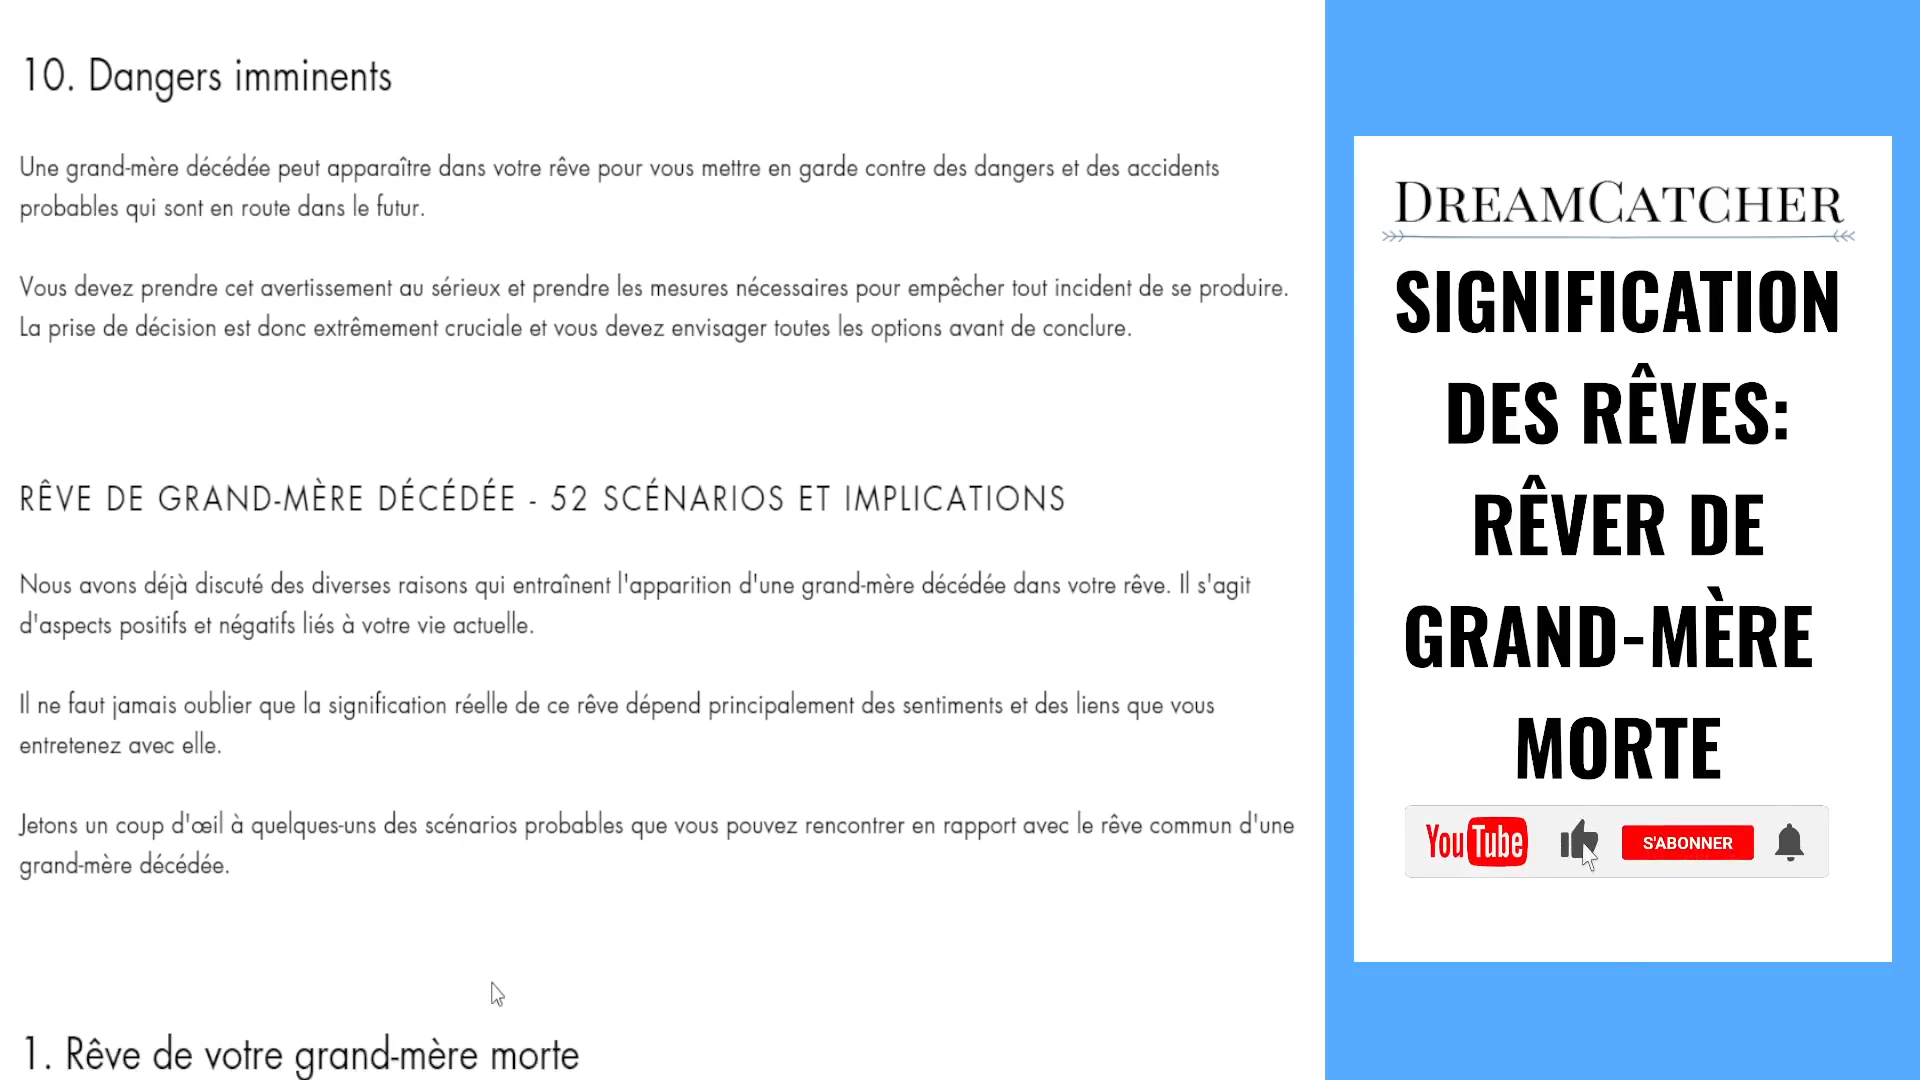 10. Dangers imminents
Une grand-mère décédée peut apparaître dans votre rêve pour vous mettre en garde contre des dangers et des accidents
probables qui sont en route dans le futur.
Vous devez prendre cet avertissement au sérieux et prendre les mesures nécessaires pour empêcher tout incident de se produire.
La prise de décision est donc extrêmement cruciale et vous devez envisager toutes les options avant de conclure.
RÊVE DE GRAND-MÈRE DÉCÉDÉE - 52 SCÉNARIOS ET IMPLICATIONS
Nous avons déjà discuté des diverses raisons qui entraînent l'apparition d'une grand-mère décédée dans votre rêve. Il s'agit
d'aspects positifs et négatifs liés à votre vie actuelle.
Il ne faut jamais oublier que la signification réelle de ce rêve dépend principalement des sentiments et des liens que vous
entretenez avec elle.
Jetons un coup d'œil à quelques-uns des scénarios probables que vous pouvez rencontrer en rapport avec le rêve commun d'une
grand-mère décédée.
1. Rêve de votre grand-mère morte
DREAMCATCHER
SIGNIFICATION
DES RÊVES:
RÊVER DE
GRAND-MÈRE
MORTE
YouTube S'ABONNER